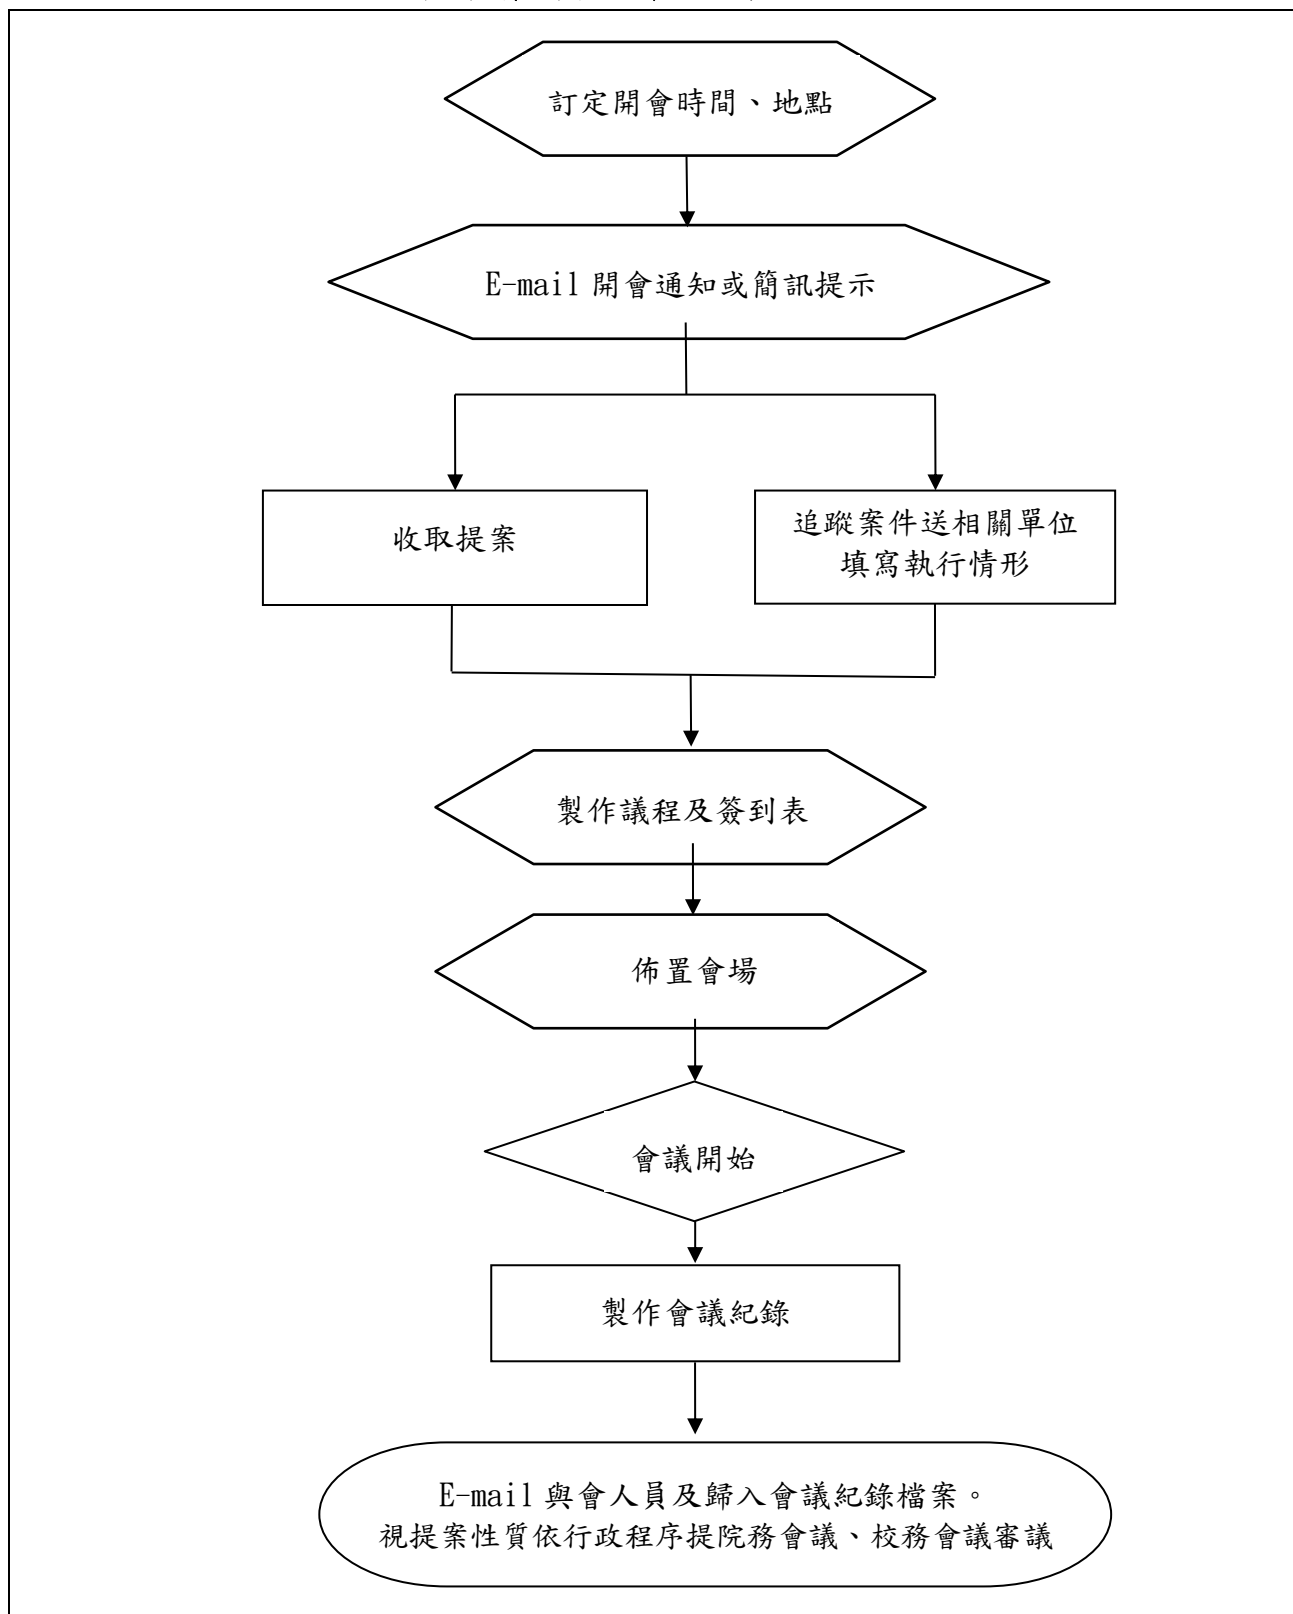 訂定開會時間、地點
E-mail 開會通知或簡訊提示
收取提案
追蹤案件送相關單位
填寫執行情形
製作議程及簽到表
佈置會場
會議開始
製作會議紀錄
E-mail 與會人員及歸入會議紀錄檔案。
視提案性質依行政程序提院務會議、校務會議審議